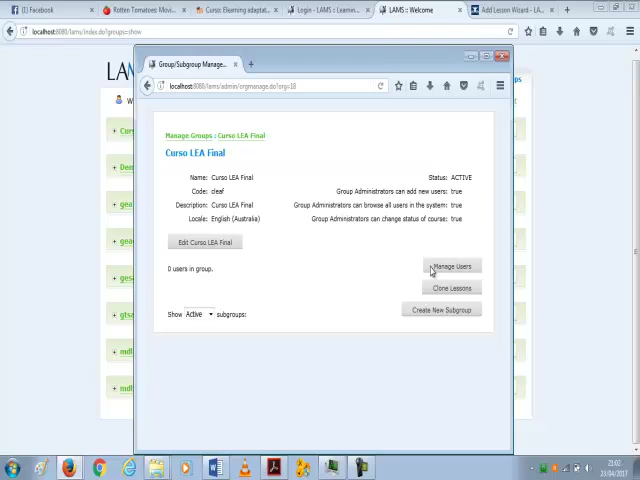 Facebook
Rotten Tomatoes: Movi...
Curso: Elearning adaptat...
Login - LAMS :: Learnin...
LAMS :: Welcome
Add Lesson Wizard - LA...
localhost:8080/lams/index.do?groups=show
Group/Subgroup Manage...
localhost:8080/lams/admin/orgmanage.do?org=18
Manage Groups : Curso LEA Final
Curso LEA Final
Name: Curso LEA Final
Status: ACTIVE
Code: cleaf
Group Administrators can add new users: true
Description: Curso LEA Final
Group Administrators can browse all users in the system: true
Locale: English (Australia)
Group Administrators can change status of course: true
Edit Curso LEA Final
0 users in group.
Manage Users
Clone Lessons
Create New Subgroup
Show Active subgroups:
21:02
23/04/2017